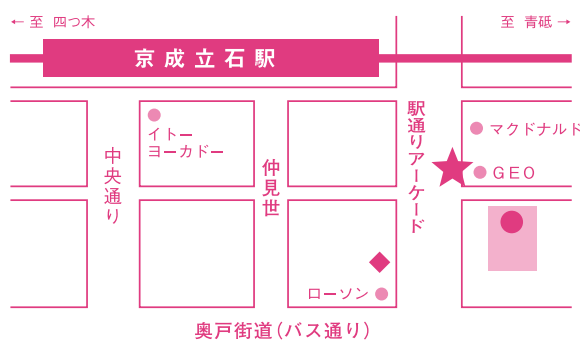 ←至 四つ木
至 青砥→
京成立石駅
イトー
ヨーカドー
中央通り
仲見世
駅通りアーケード
マクドナルド
GEO
ローソン
奥戸街道(バス通り)